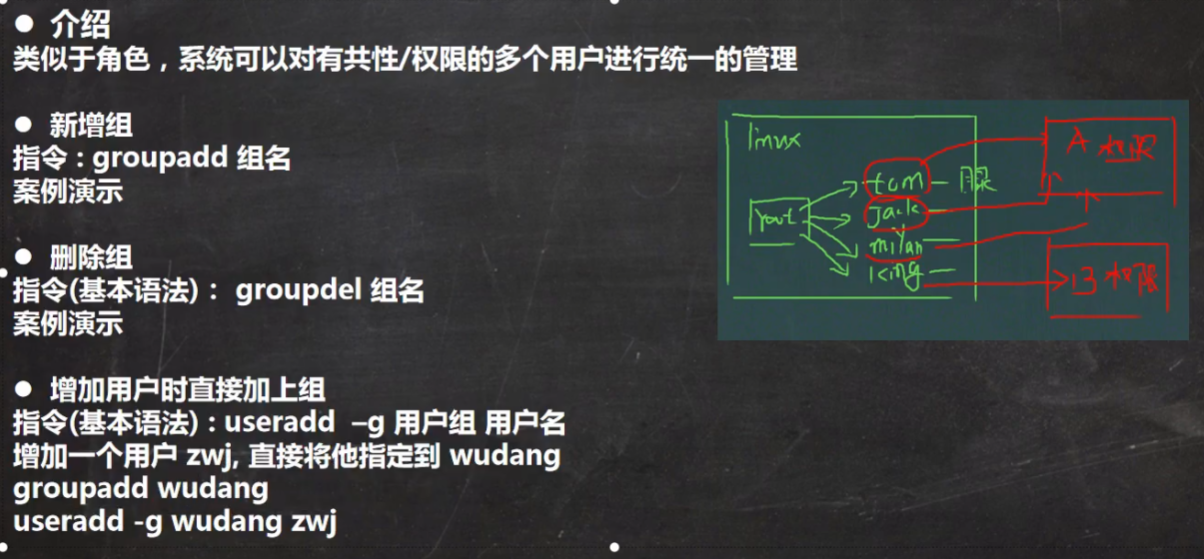 ● 介绍
类似于角色，系统可以对有共性/权限的多个用户进行统一的管理
● 新增组
指令：groupadd 组名
案例演示
● 删除组
指令(基本语法)： groupdel 组名
案例演示
● 增加用户时直接加上组
指令(基本语法)：useradd –g 用户组 用户名
增加一个用户 zwj, 直接将他指定到 wudang
groupadd wudang
useradd -g wudang zwj
linux
root
tom
Jack
milan
king
A 权限
B 权限